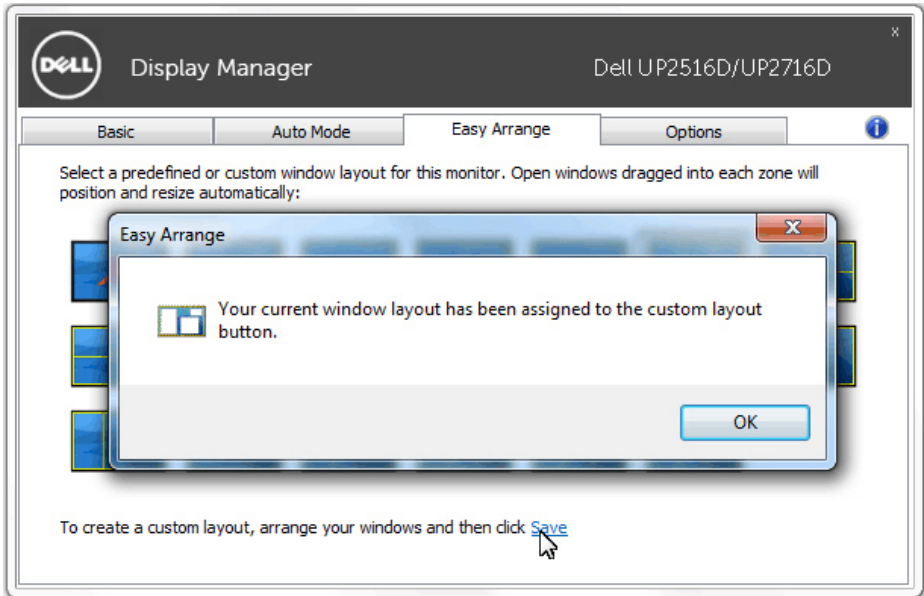 x
DELL
Display Manager
Dell UP2516D/UP2716D
Basic
Auto Mode
Easy Arrange
Options
i
Select a predefined or custom window layout for this monitor. Open windows dragged into each zone will
position and resize automatically:
Easy Arrange
x
Your current window layout has been assigned to the custom layout
button.
OK
To create a custom layout, arrange your windows and then click Save